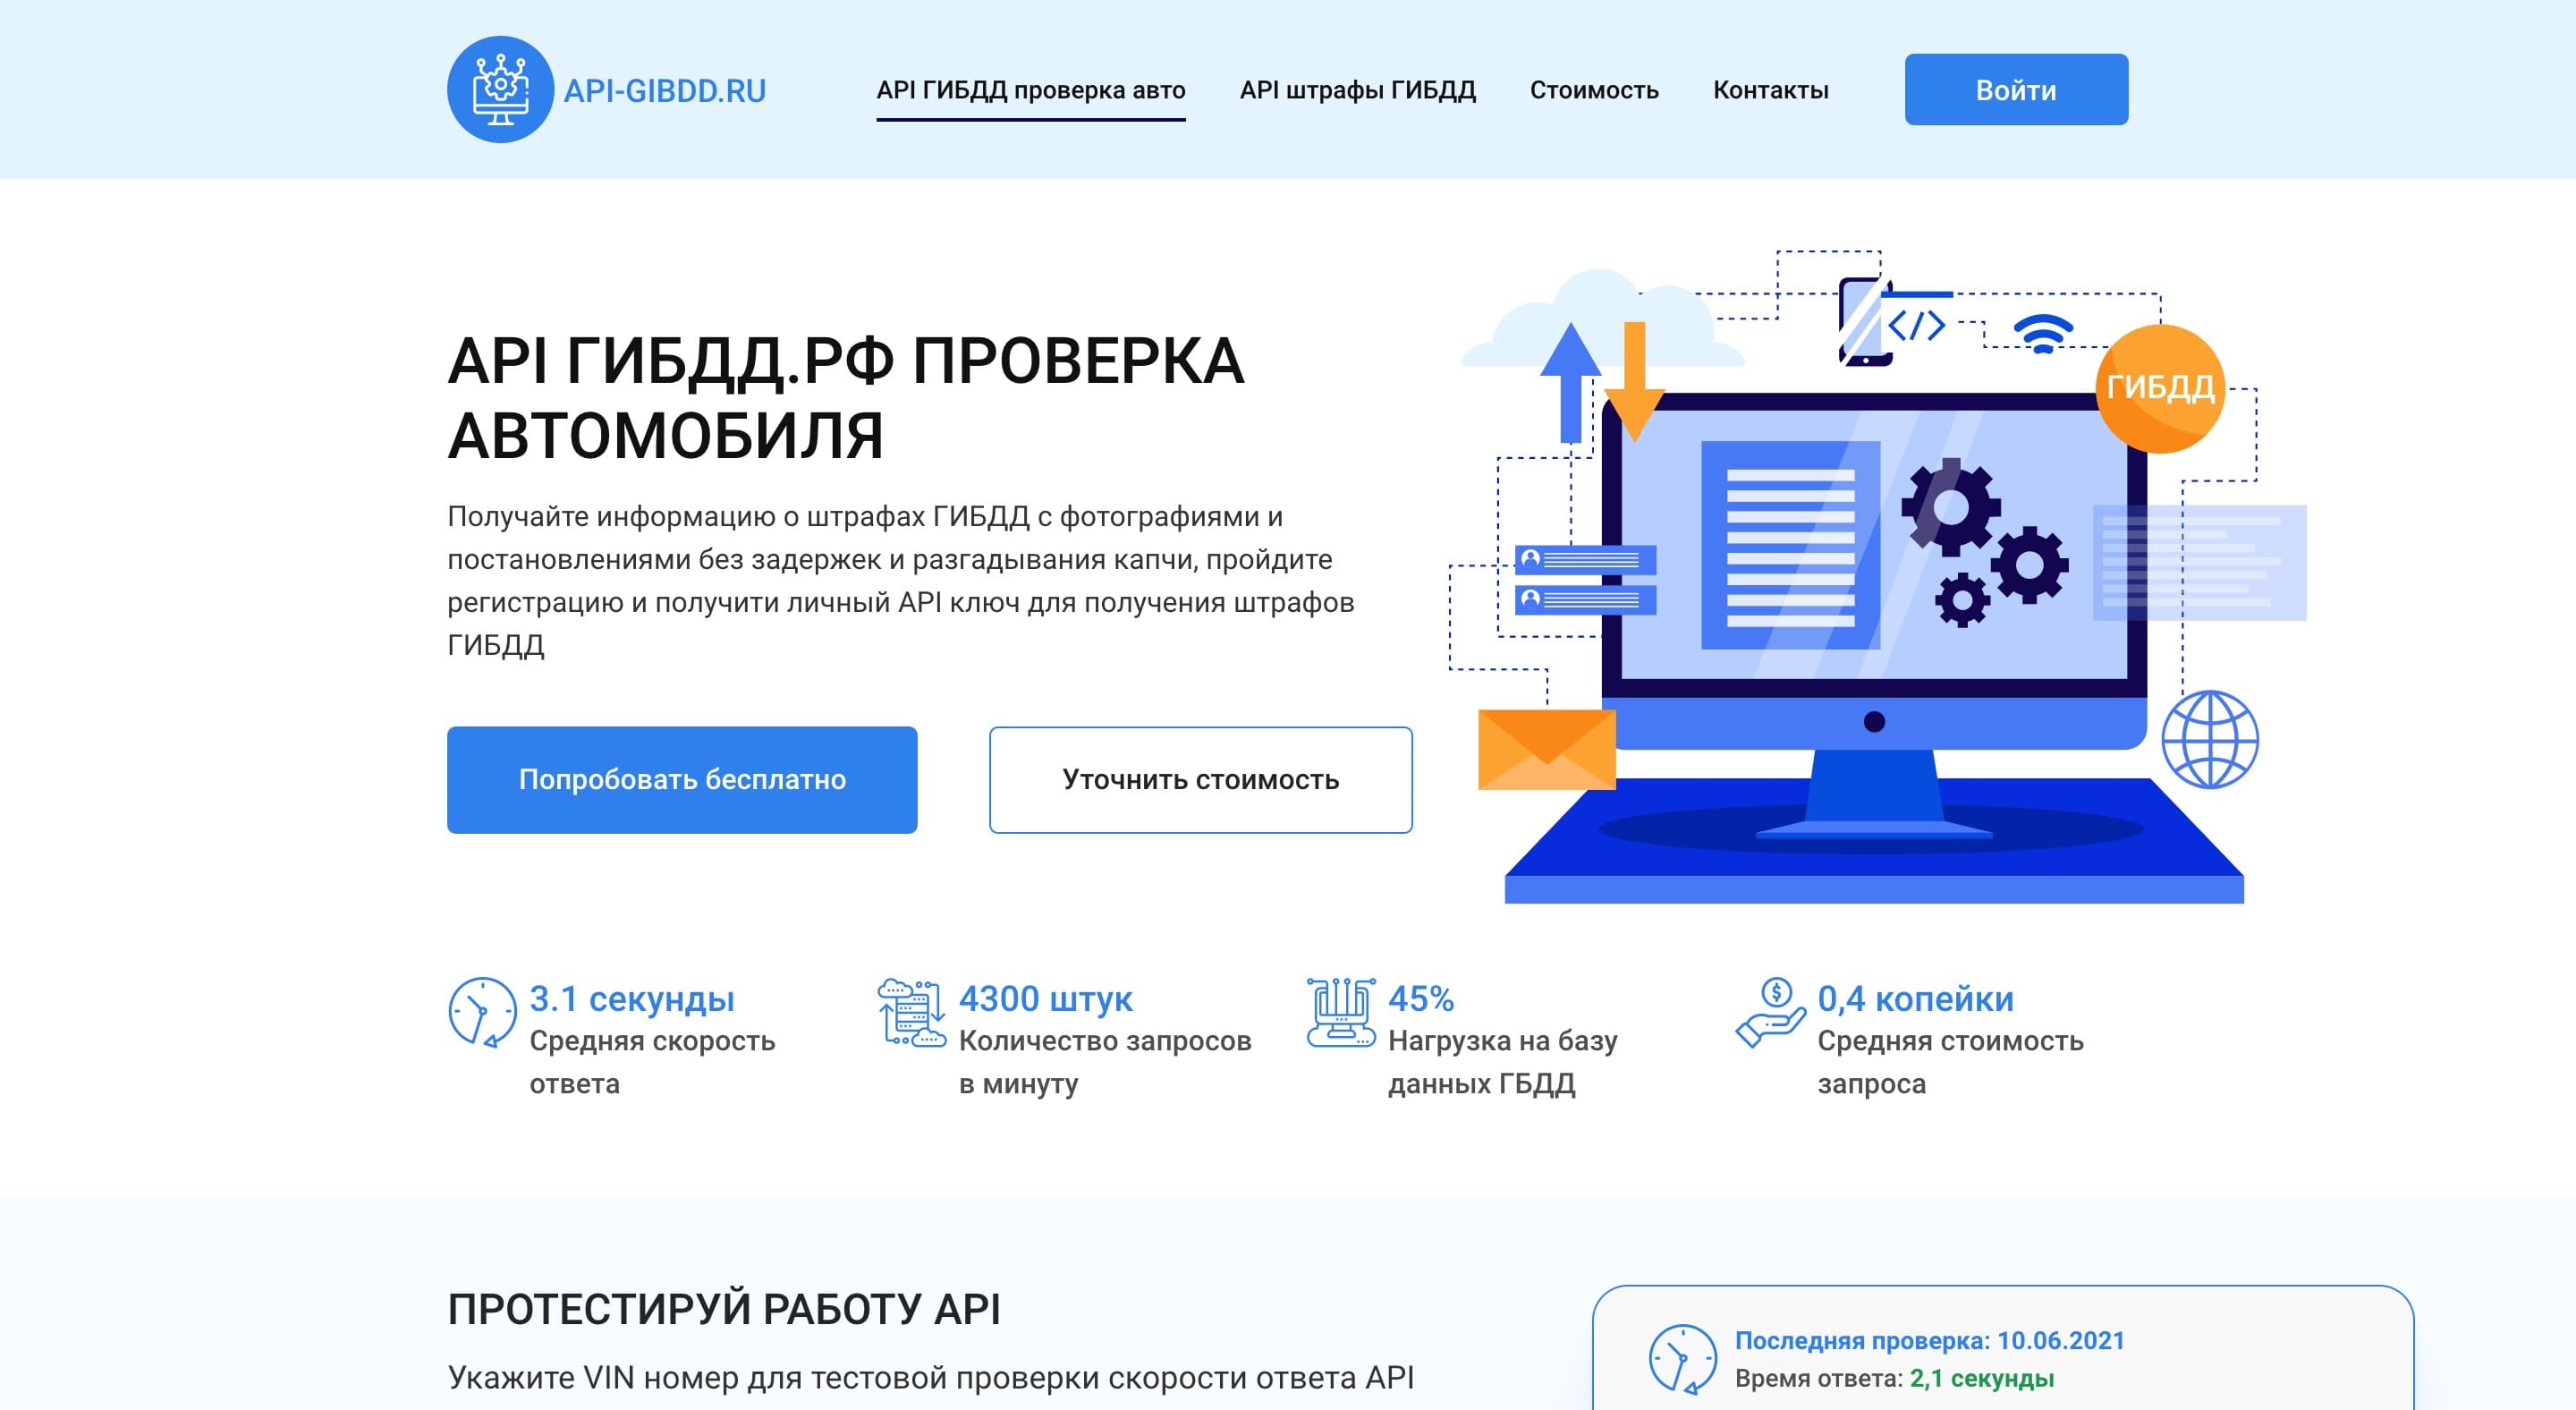 API-GIBDD.RU
API ГИБДД проверка авто
API штрафы ГИБДД
Стоимость
Контакты
Войти
API ГИБДД.РФ ПРОВЕРКА
АВТОМОБИЛЯ
ГИБДД
Получайте информацию о штрафах ГИБДД с фотографиями и
постановлениями без задержек и разгадывания капчи, пройдите
регистрацию и получити личный API ключ для получения штрафов
ГИБДД
Попробовать бесплатно
Уточнить стоимость
3.1 секунды
Средняя скорость
ответа
4300 штук
Количество запросов
в минуту
45%
Нагрузка на базу
данных ГБДД
0,4 копейки
Средняя стоимость
запроса
ПРОТЕСТИРУЙ РАБОТУ API
Укажите VIN номер для тестовой проверки скорости ответа API
Последняя проверка: 10.06.2021
Время ответа: 2,1 секунды